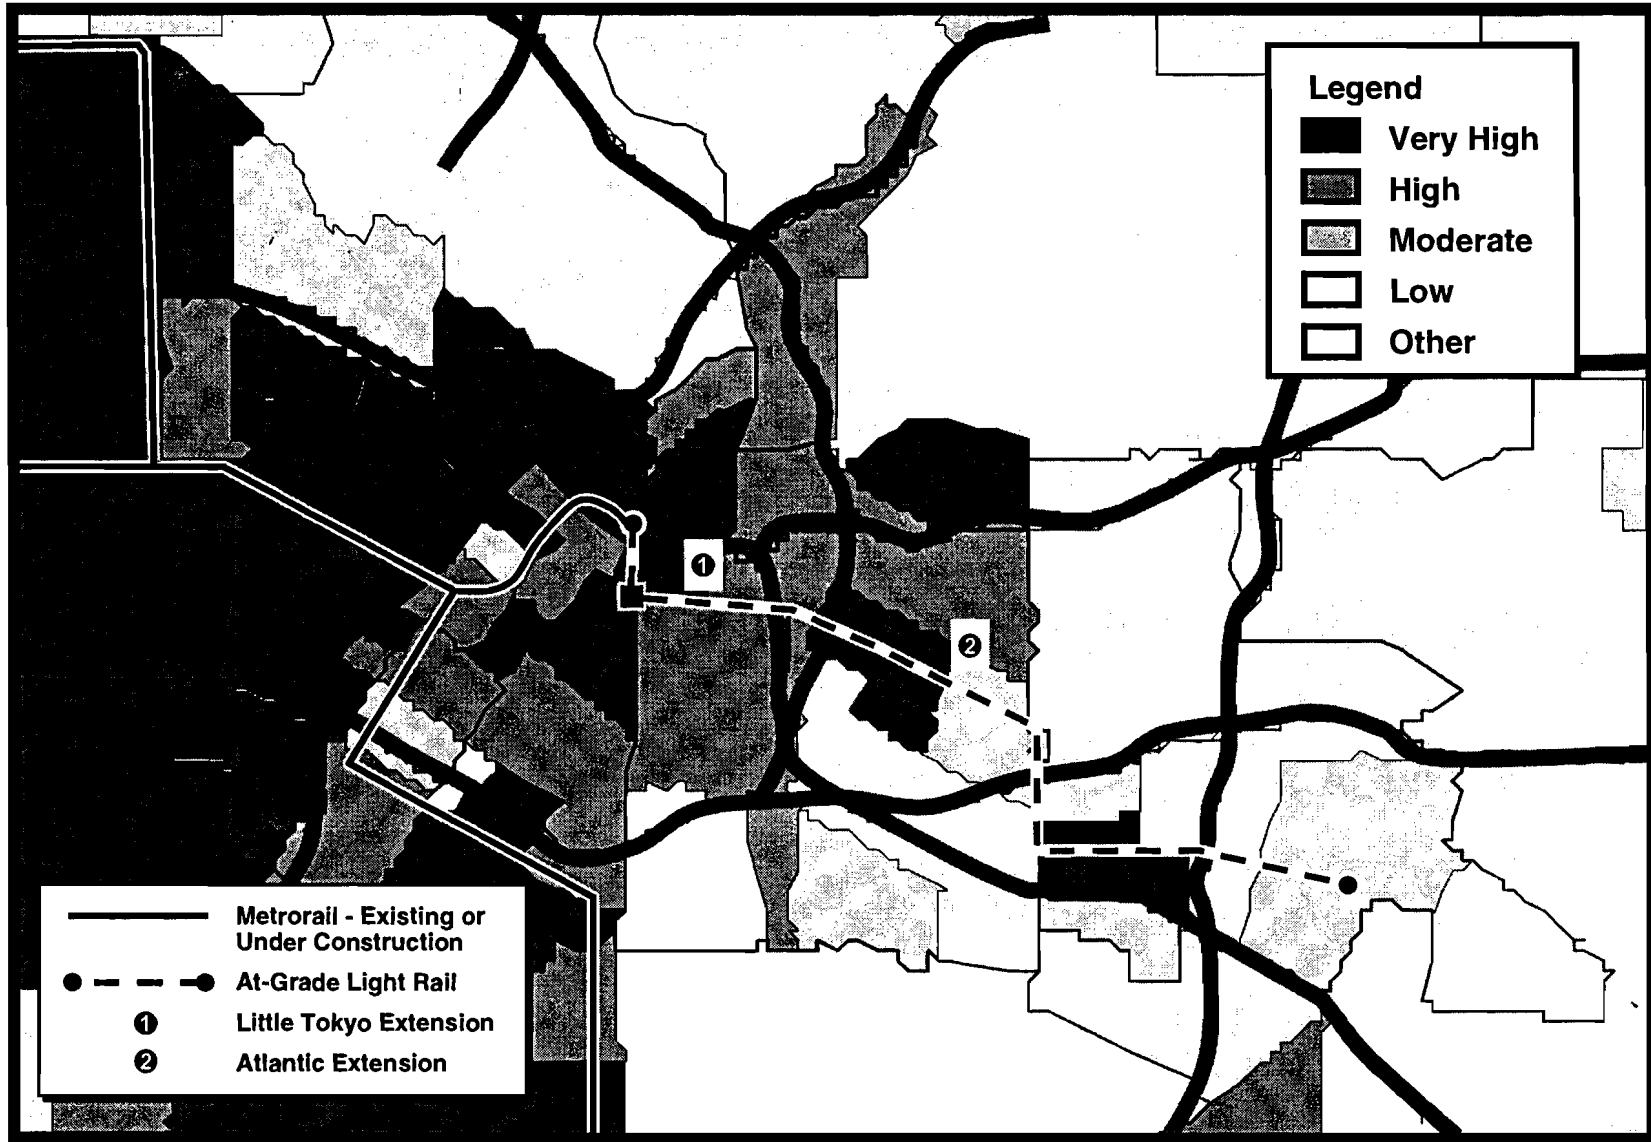 Legend
Very High
High
Moderate
Low
Other
1
2
Metrorail - Existing or
Under Construction
At-Grade Light Rail
1 Little Tokyo Extension
2 Atlantic Extension